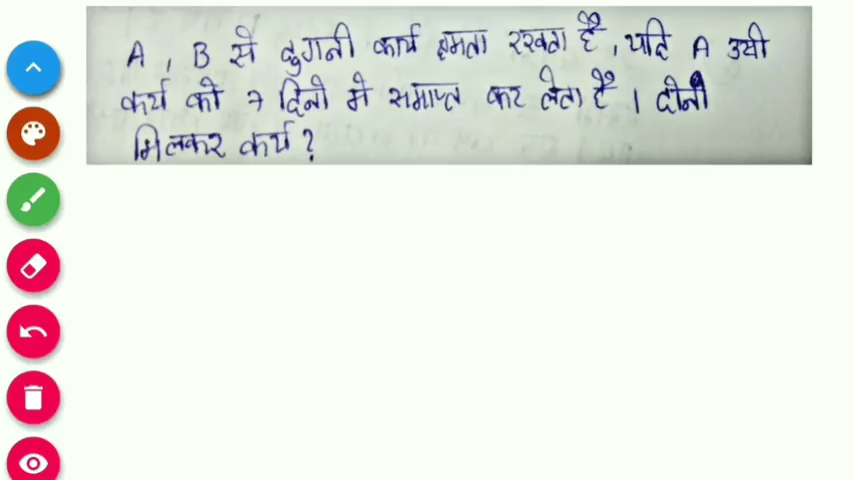 A, B से दुगनी कार्य क्षमता रखता है, यदि A उसी
कार्य को 7 दिनो मे समाप्त कर लेता है । दोनों
मिलकर कार्य ?